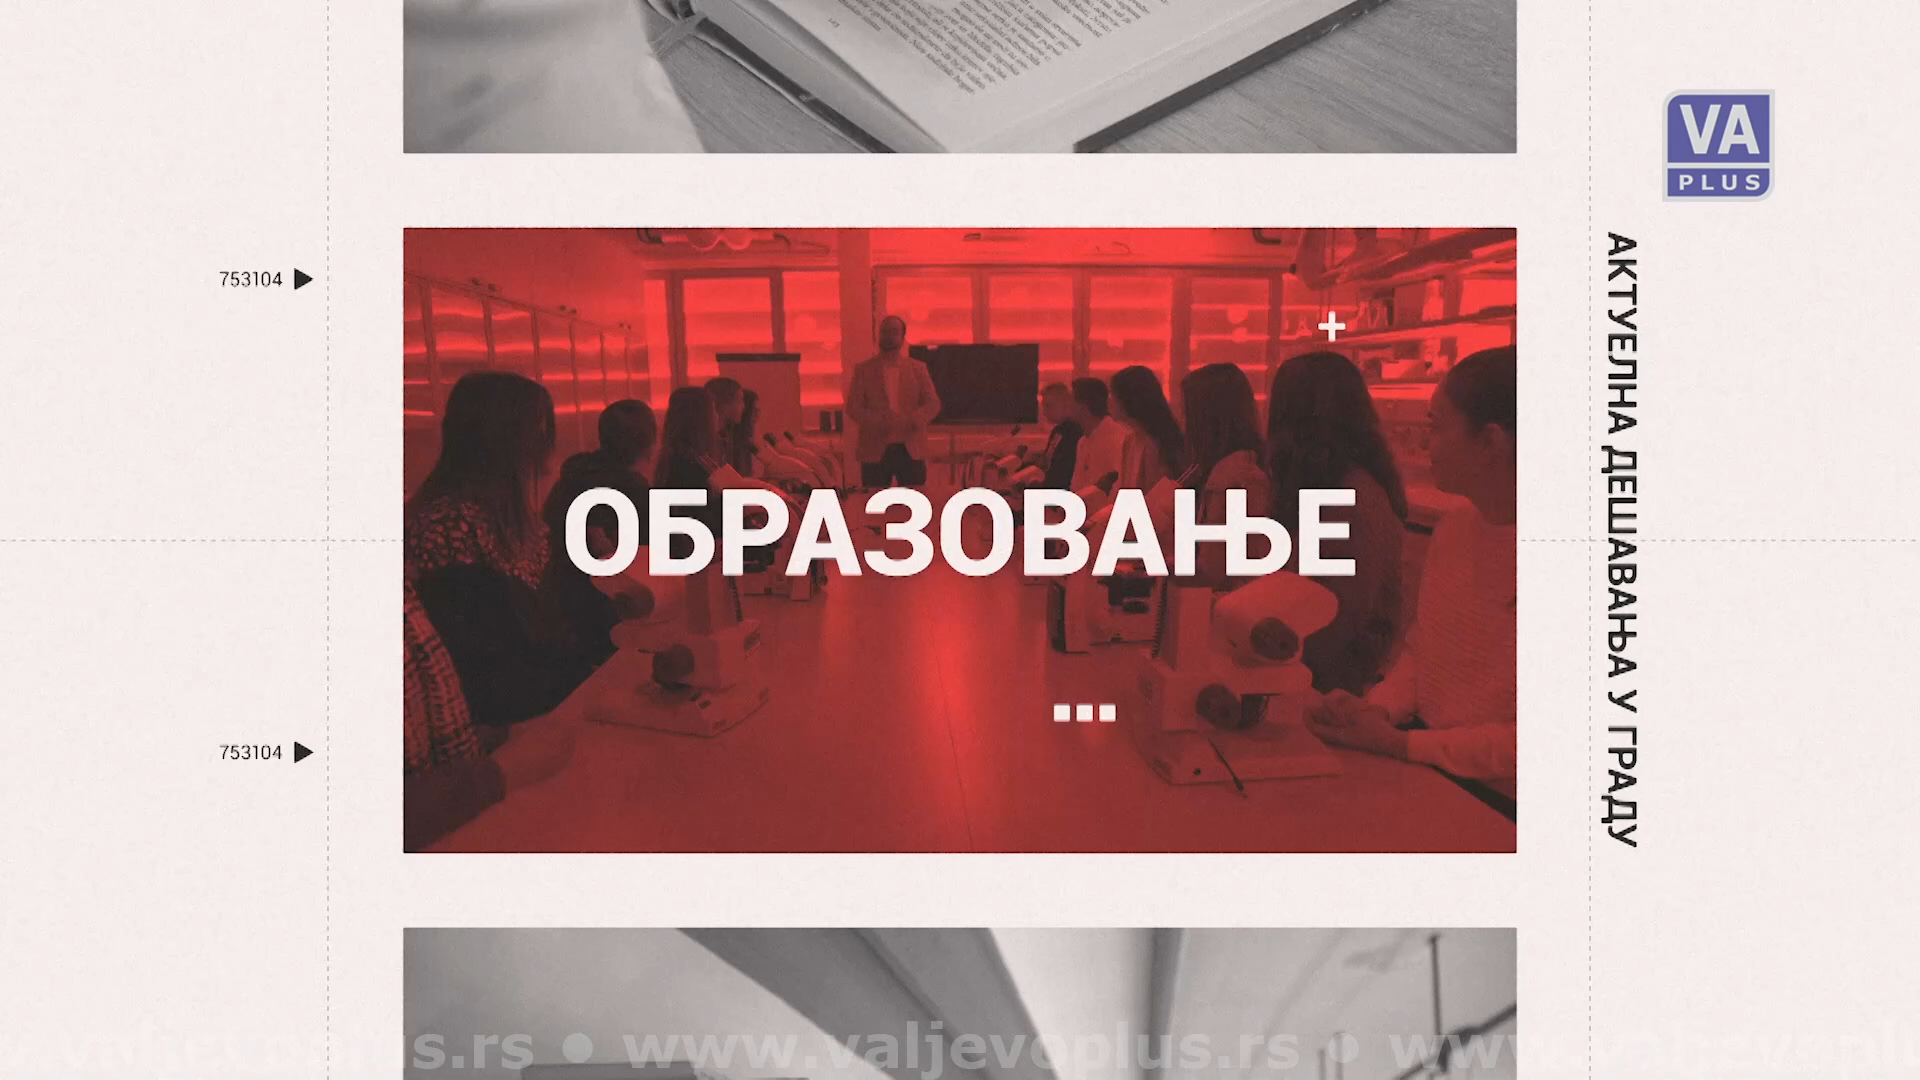 VA
PLUS
753104
ОБРАЗОВАЊЕ
753104
АКТУЕЛНА ДЕШАВАЊА У ГРАДУ
www.valjevoplus.rs